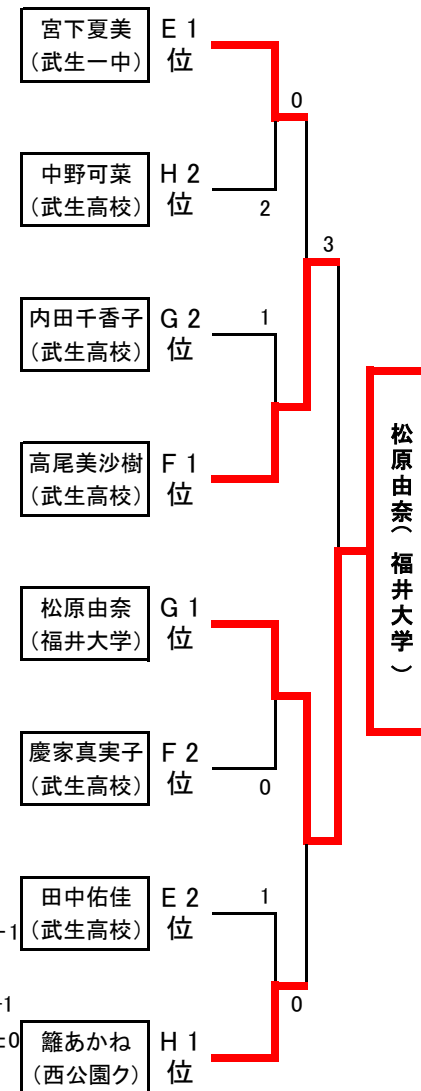 宮下夏美
(武生一中)
E 1
位
0
中野可菜
(武生高校)
H 2
位
2
3
内田千香子
(武生高校)
G 2
位
1
高尾美沙樹
(武生高校)
F 1
位
松原由奈(福井大学)
松原由奈
(福井大学)
G 1
位
慶家真実子
(武生高校)
F 2
位
0
田中佑佳
(武生高校)
E 2
位
1
-1
0
籬あかね
(西公園ク)
H 1
位